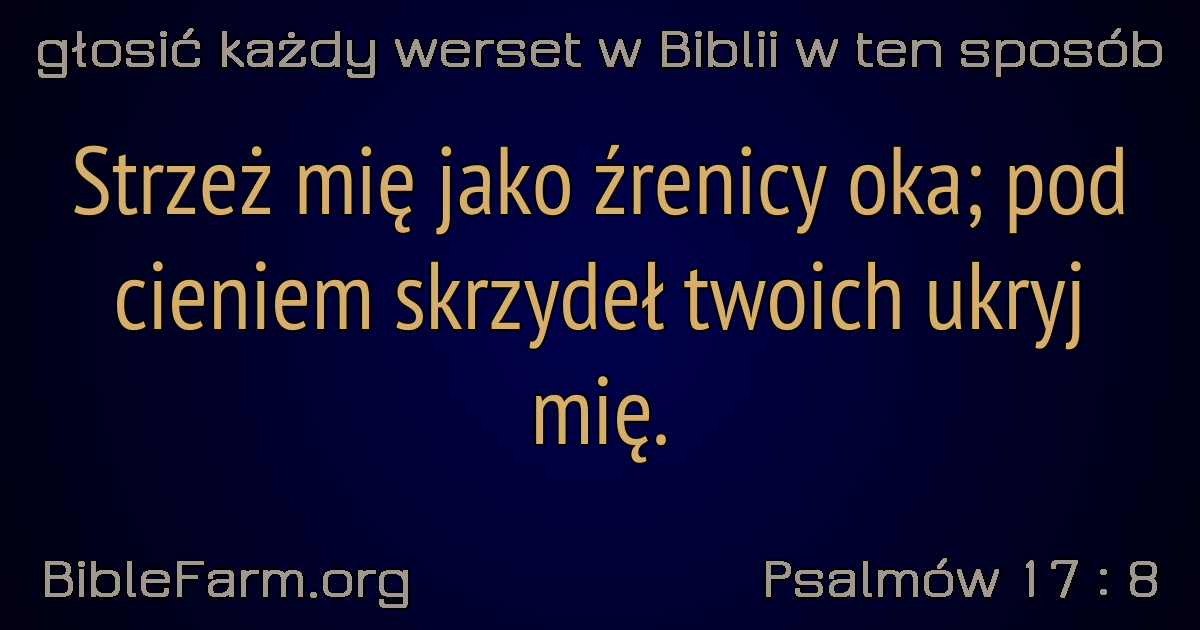 głosić każdy werset w Biblii w ten sposób
Strzeż mię jako źrenicy oka; pod
cieniem skrzydeł twoich ukryj
mię.
BibleFarm.org
Psalmów 17 : 8